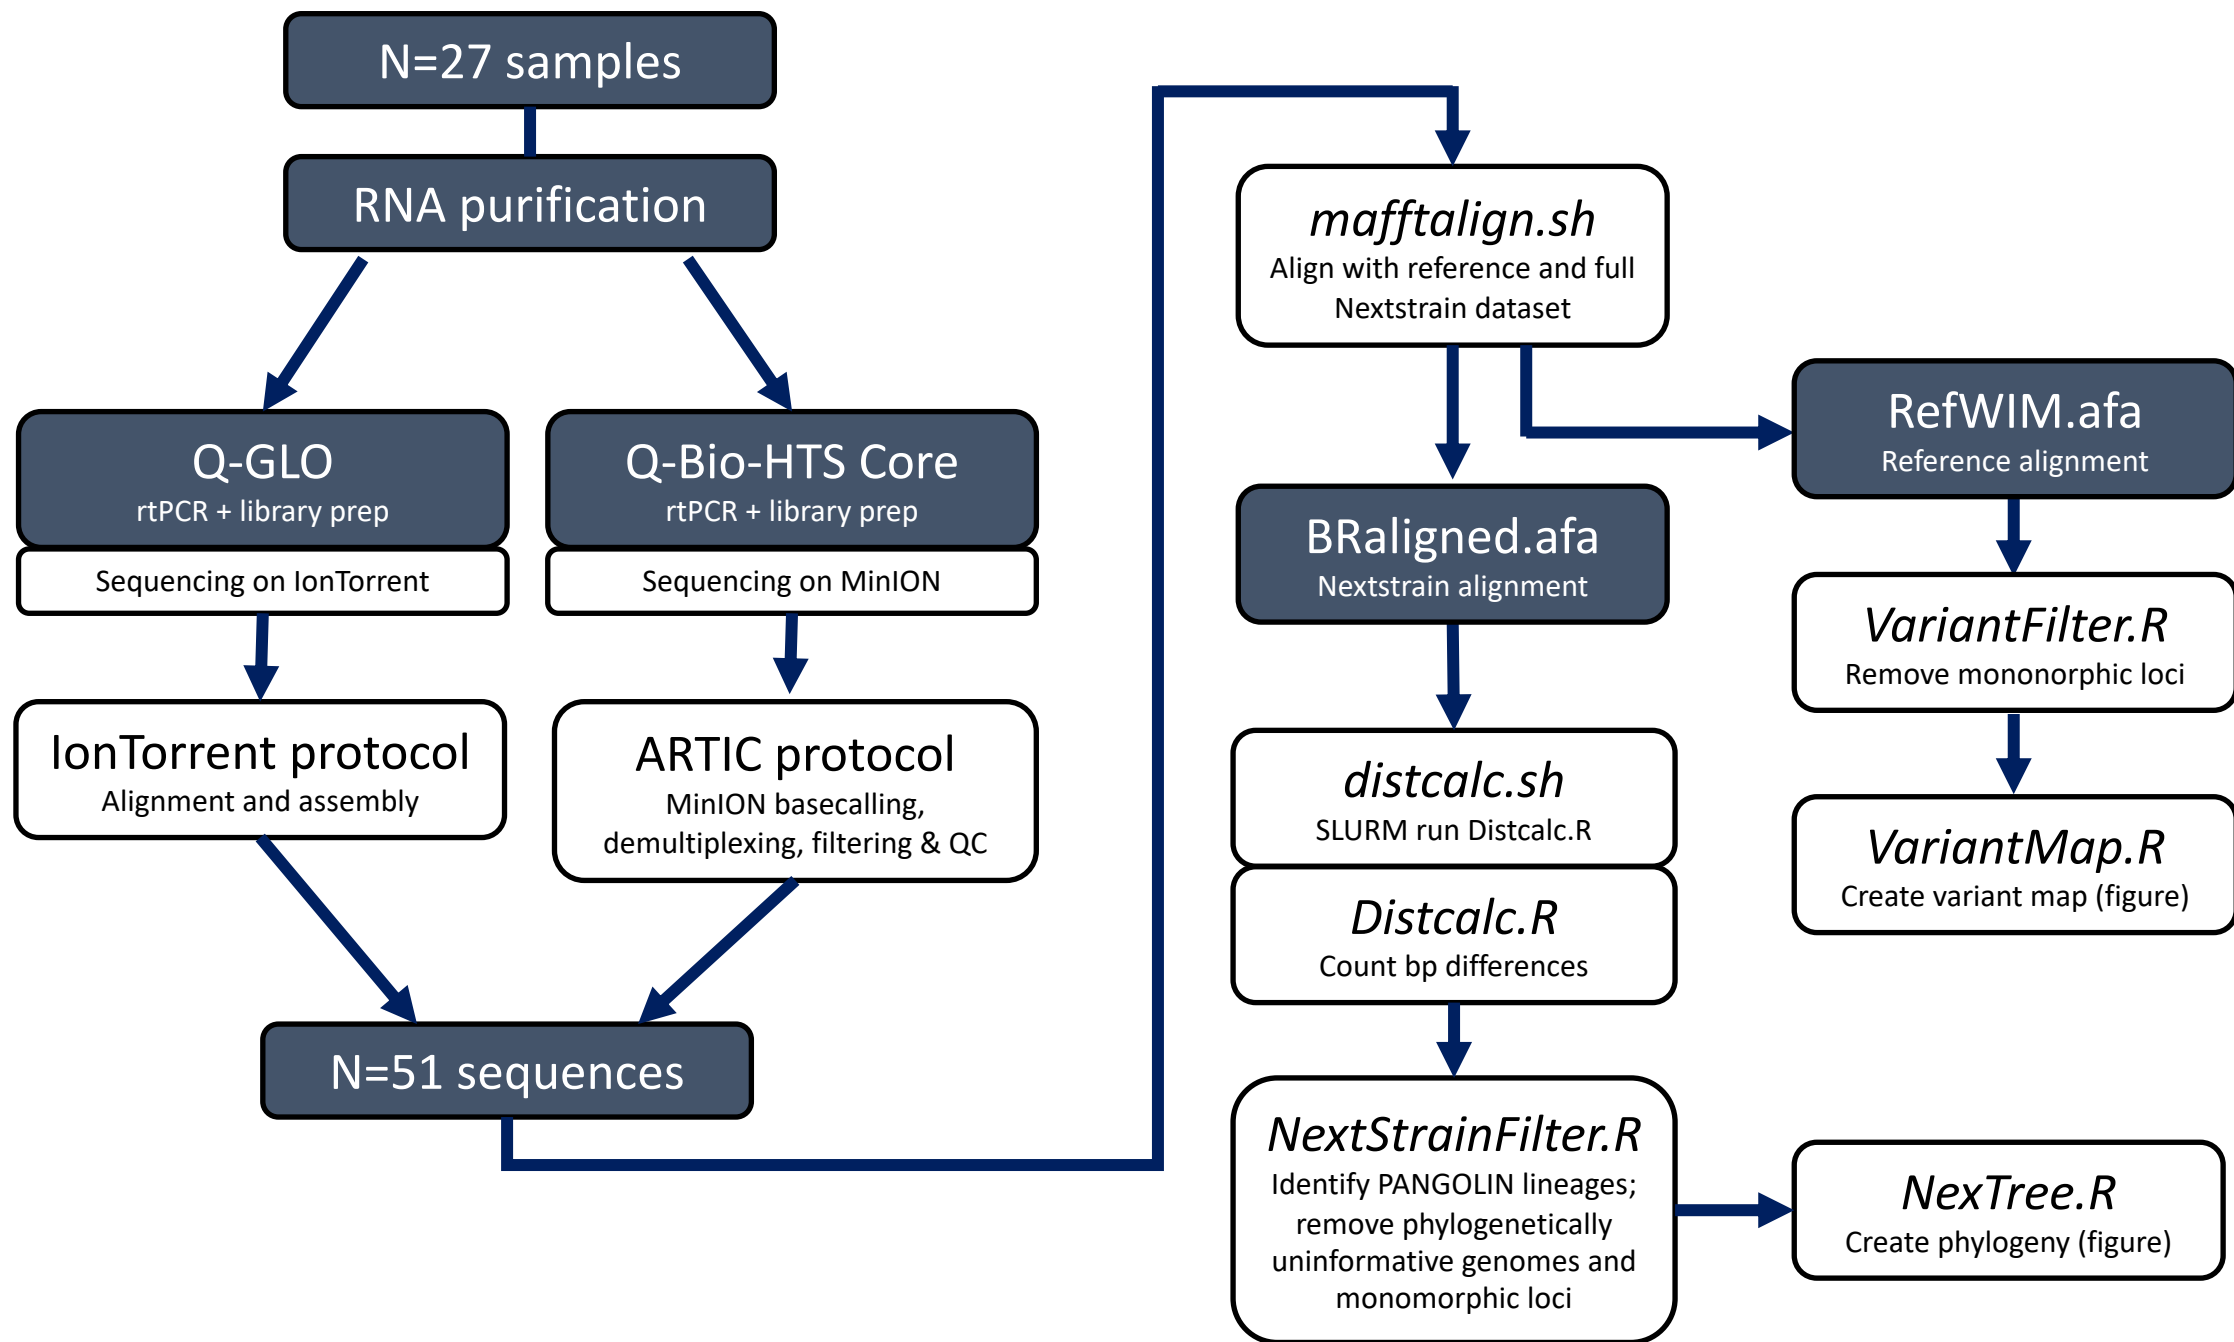 N=27 samples
RNA purification
Q-GLO
rtPCR + library prep
Sequencing on IonTorrent
Q-Bio-HTS Core
rtPCR + library prep
Sequencing on MinION
IonTorrent protocol
Alignment and assembly
ARTIC protocol
MinION basecalling,
demultiplexing, filtering & QC
N=51 sequences
mafftalign.sh
Align with reference and full
Nextstrain dataset
BRaligned.afa
Nextstrain alignment
RefWIM.afa
Reference alignment
VariantFilter.R
Remove mononorphic loci
VariantMap.R
Create variant map (figure)
distcalc.sh
SLURM run Distcalc.R
Distcalc.R
Count bp differences
NextStrainFilter.R
Identify PANGOLIN lineages;
remove phylogenetically
uninformative genomes and
monomorphic loci
NexTree.R
Create phylogeny (figure)